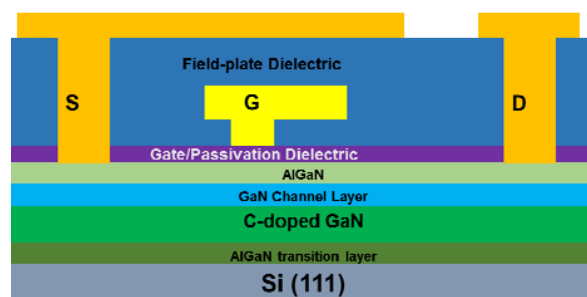 Field-plate Dielectric
S G D
Gate/Passivation Dielectric
AlGaN
GaN Channel Layer
C-doped GaN
AlGaN transition layer
Si (111)